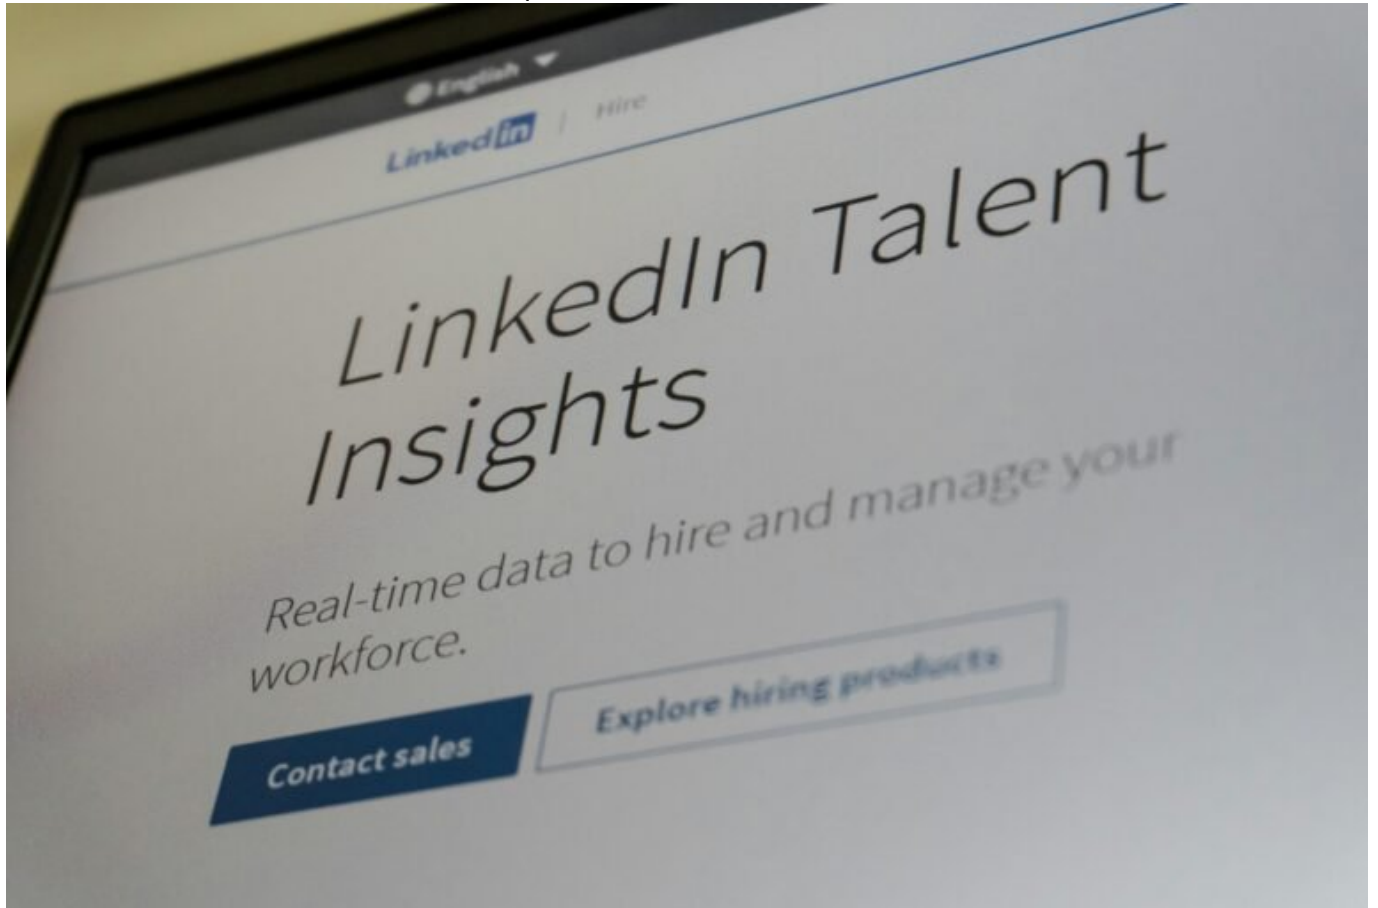 English
LinkedIn | Hire
LinkedIn Talent
Insights
Real-time data to hire and manage your
workforce.
Contact sales
Explore hiring products